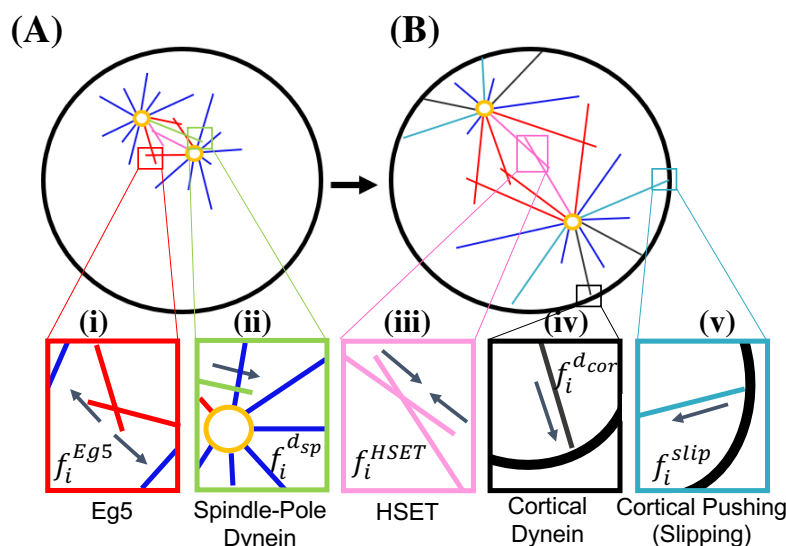 (A)
(B)
(i)
(ii)
(iii)
(iv)
(v)
f_i^{Eg5}
f_i^{d_{sp}}
f_i^{HSET}
f_i^{d_{cor}}
f_i^{slip}
Eg5
Spindle-Pole
Dynein
HSET
Cortical
Dynein
Cortical Pushing
(Slipping)